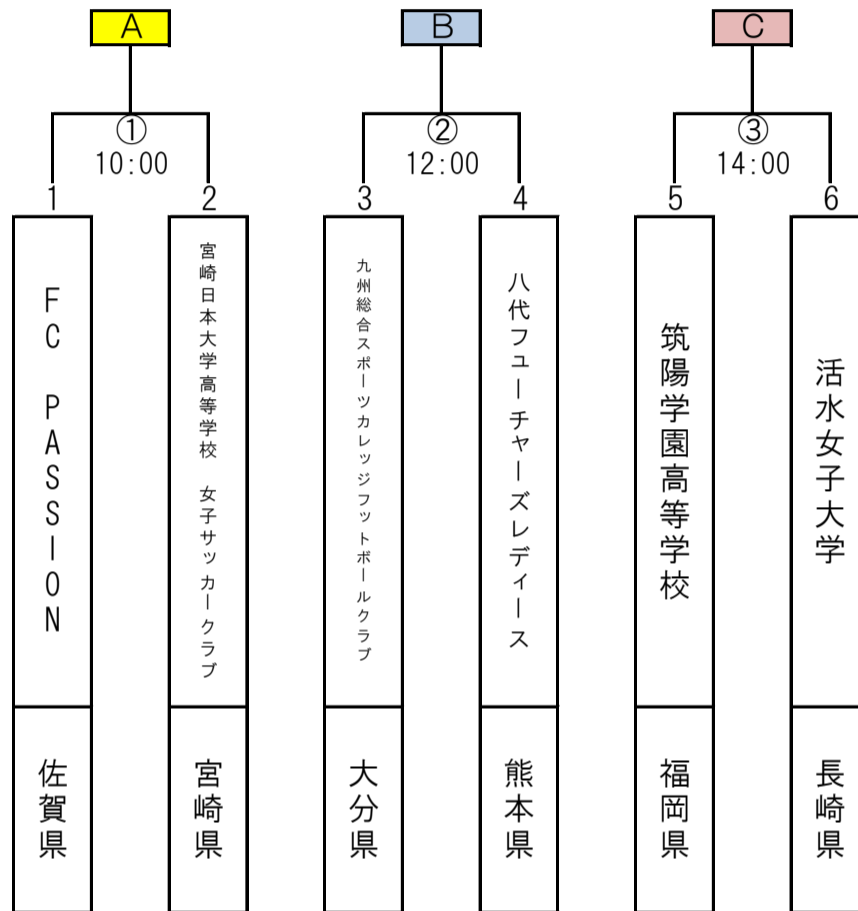 A
B
C
①
②
③
10:00
12:00
14:00
1
2
3
4
5
6
FC PASSION
宮崎日本大学高等学校 女子サッカークラブ
九州総合スポーツカレッジフットボールクラブ
八代フューチャーズレディース
筑陽学園高等学校
活水女子大学
佐賀県
宮崎県
大分県
熊本県
福岡県
長崎県